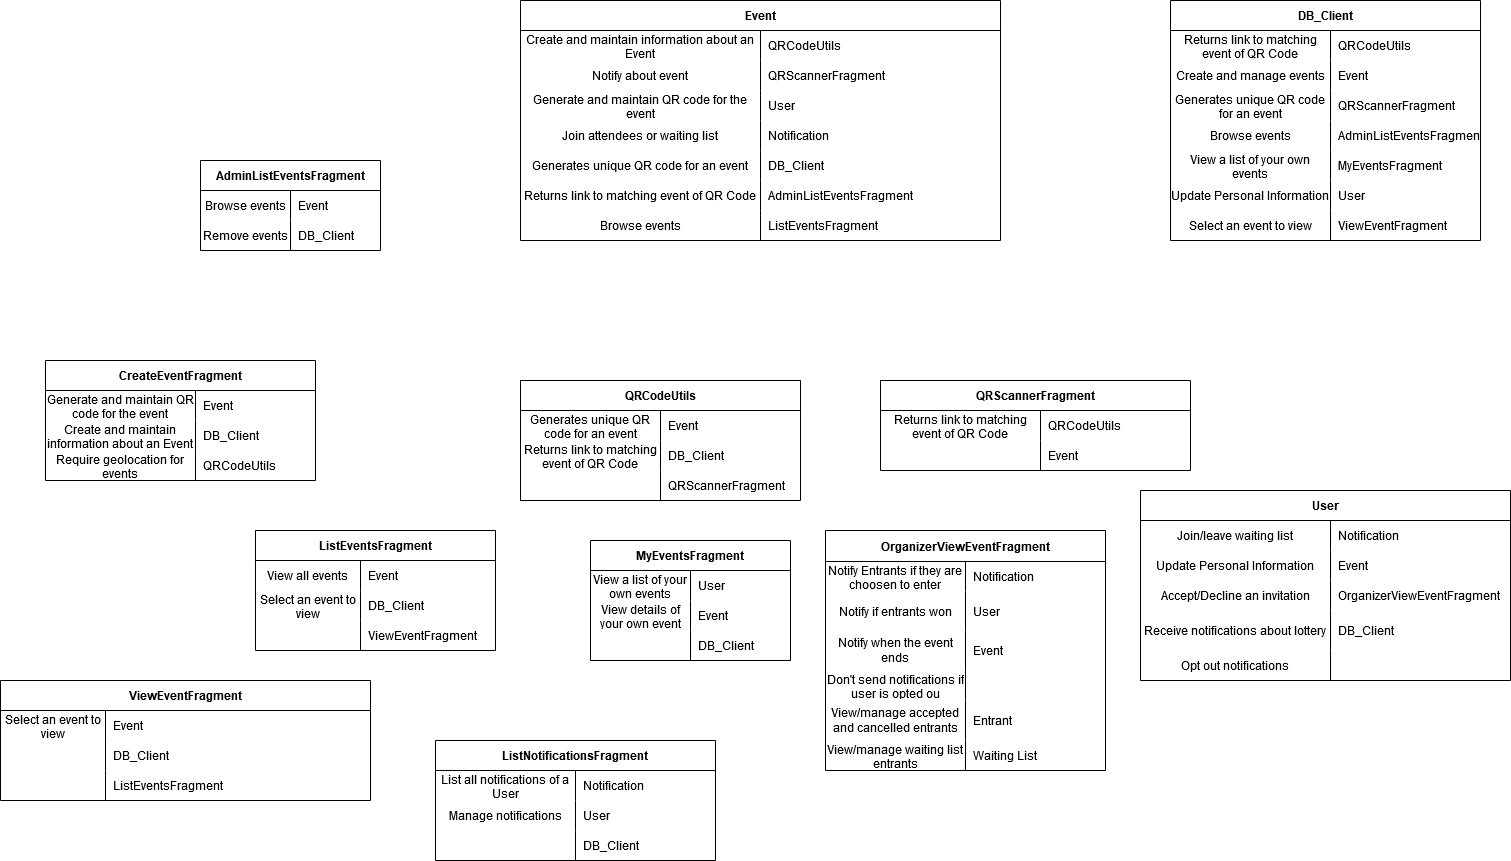 Event
Create and maintain information about an
Event
QRCodeUtils
Notify about event
QRScannerFragment
Generate and maintain QR code for the
event
User
Join attendees or waiting list
Notification
Generates unique QR code for an event
DB_Client
Returns link to matching event of QR Code
AdminListEventsFragment
Browse events
ListEventsFragment
DB_Client
Returns link to matching
event of QR Code
QRCodeUtils
Create and manage events
Event
Generates unique QR code
for an event
QRScannerFragment
Browse events
AdminListEventsFragmen
View a list of your own
events
MyEventsFragment
Update Personal Information
User
Select an event to view
ViewEventFragment
AdminListEventsFragment
Browse events
Event
Remove events
DB_Client
CreateEventFragment
Generate and maintain QR
code for the event
Event
Create and maintain
information about an Event
DB_Client
Require geolocation for
events
QRCodeUtils
QRCodeUtils
Generates unique QR
code for an event
Event
Returns link to matching
event of QR Code
DB_Client
QRScannerFragment
QRScannerFragment
Returns link to matching
event of QR Code
QRCodeUtils
Event
User
Join/leave waiting list
Notification
Update Personal Information
Event
Accept/Decline an invitation
OrganizerViewEventFragment
Receive notifications about lottery
DB_Client
Opt out notifications
ListEventsFragment
View all events
Event
Select an event to
view
DB_Client
ViewEventFragment
MyEventsFragment
View a list of your
own events
User
View details of
your own event
Event
DB_Client
OrganizerViewEventFragment
Notify Entrants if they are
choosen to enter
Notification
Notify if entrants won
User
Notify when the event
ends
Event
Don't send notifications if
user is opted ou
View/manage accepted
and cancelled entrants
Entrant
View/manage waiting list
entrants
Waiting List
ViewEventFragment
Select an event to
view
Event
DB_Client
ListEventsFragment
ListNotificationsFragment
List all notifications of a
User
Notification
Manage notifications
User
DB_Client